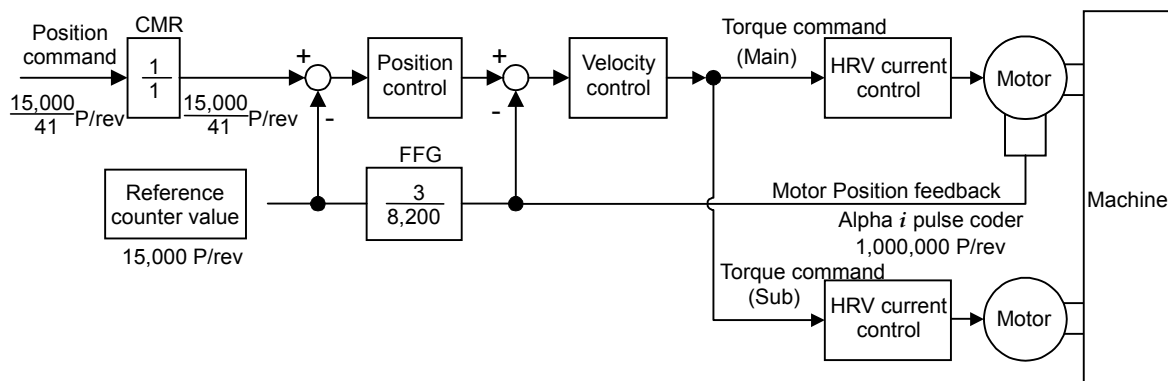 CMR
Position
command
1
1
15,000
41 P/rev
15,000
41 P/rev
+
-
Position
control
+
-
Velocity
control
Torque command
(Main)
HRV current
control
Motor
FFG
3
8,200
Reference
counter value
15,000 P/rev
Motor Position feedback
Alpha i pulse coder
1,000,000 P/rev
Machine
Torque command
(Sub)
HRV current
control
Motor